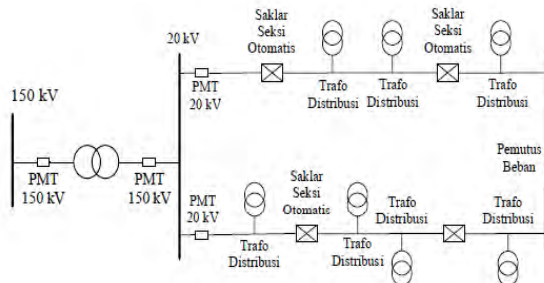 Saklar
Seksi
Otomatis
Saklar
Seksi
Otomatis
20 kV
PMT
20 kV
Trafo
Distribusi
Trafo
Distribusi
Trafo
Distribusi
150 kV
PMT
150 kV
PMT
150 kV
Pemutus
Beban
PMT
20 kV
Saklar
Seksi
Otomatis
Trafo
Distribusi
Trafo
Distribusi
Trafo
Distribusi
Trafo
Distribusi